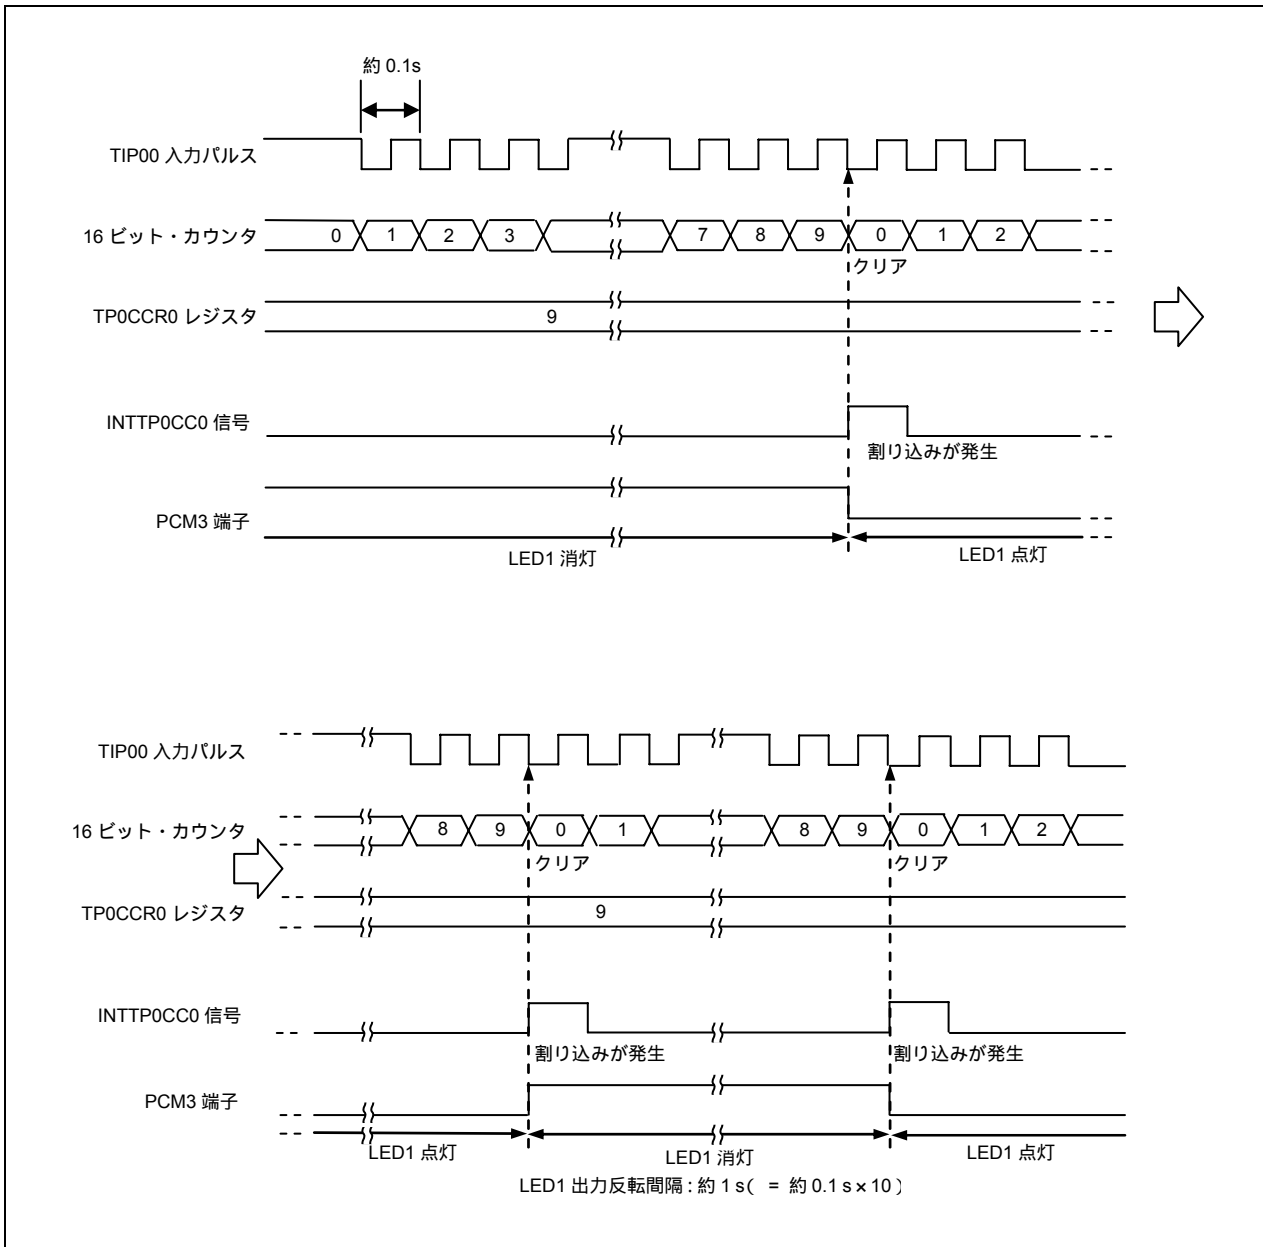 約 0.1s
TIP00 入力パルス
16 ビット・カウンタ 0 1 2 3 7 8 9 0 1 2
クリア
TP0CCR0 レジスタ 9
INTTP0CC0 信号
割り込みが発生
PCM3 端子
LED1 消灯 LED1 点灯
TIP00 入力パルス
16 ビット・カウンタ 8 9 0 1 8 9 0 1 2
クリア クリア
TP0CCR0 レジスタ 9
INTTP0CC0 信号
割り込みが発生 割り込みが発生
PCM3 端子
LED1 点灯 LED1 消灯 LED1 点灯
LED1 出力反転間隔 : 約 1 s( = 約 0.1 s × 10 )